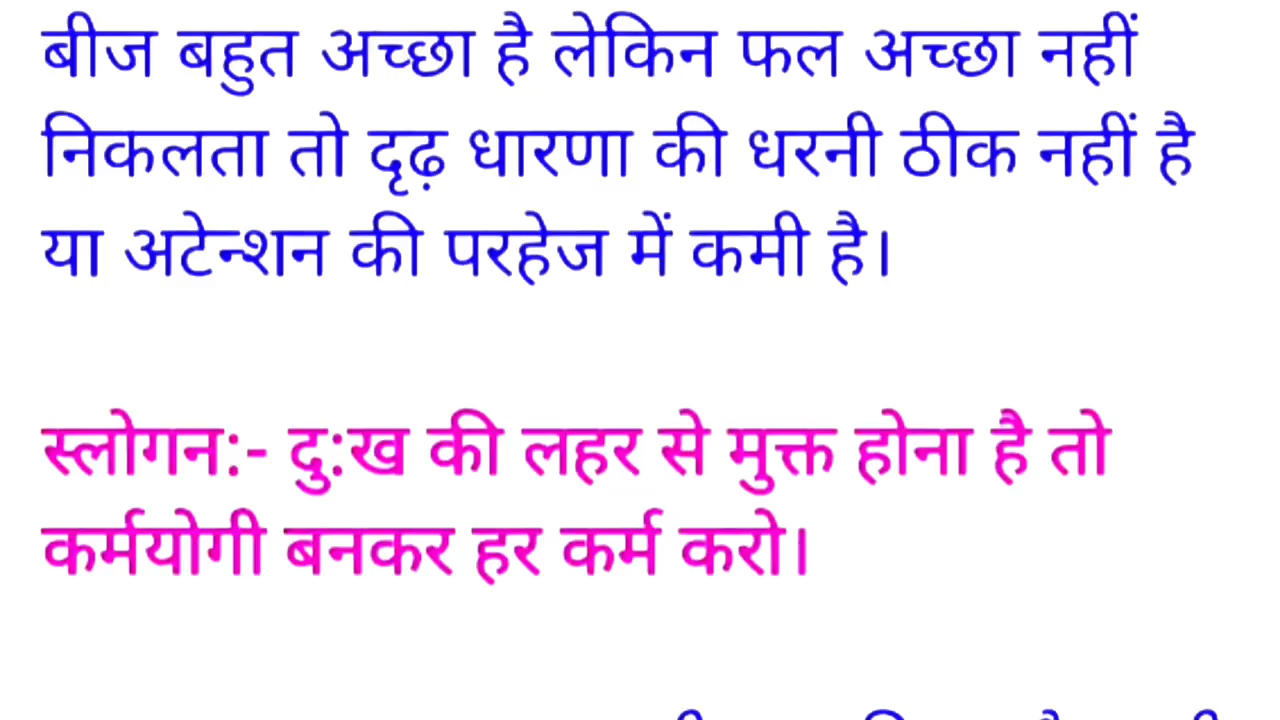 बीज बहुत अच्छा है लेकिन फल अच्छा नहीं
निकलता तो दृढ़ धारणा की धरनी ठीक नहीं है
या अटेन्शन की परहेज में कमी है।
स्लोगन:- दु:ख की लहर से मुक्त होना है तो
कर्मयोगी बनकर हर कर्म करो।